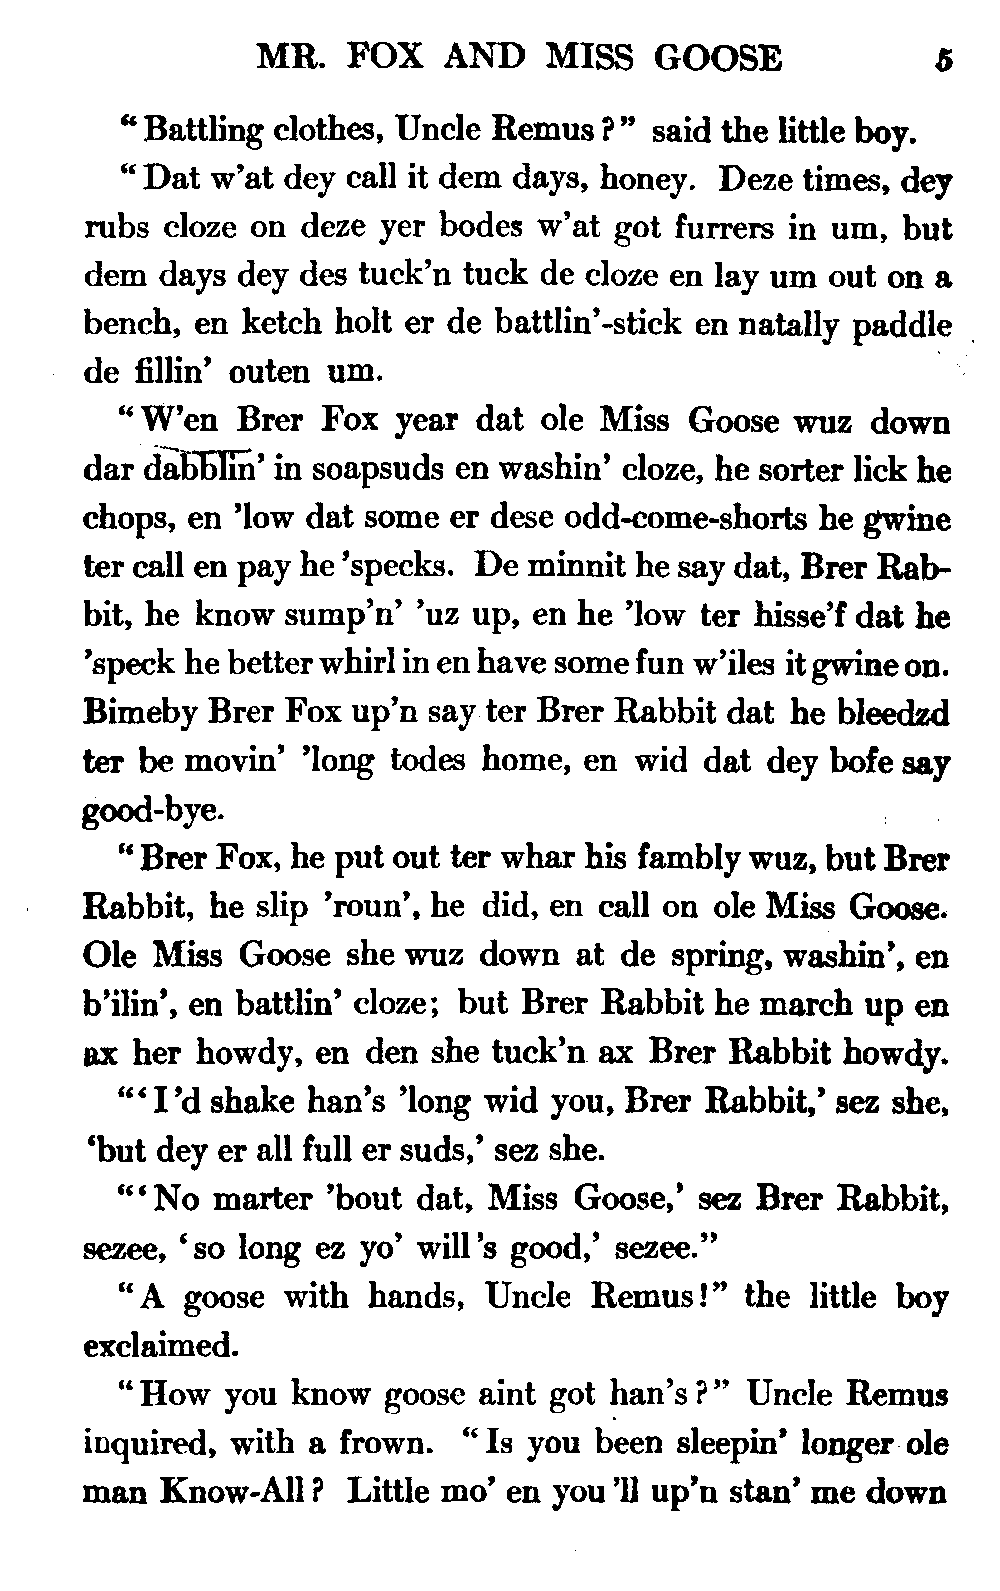 MR. FOX AND MISS GOOSE 5
"Battling clothes, Uncle Remus?" said the little boy.
"Dat w'at dey call it dem days, honey. Deze times, dey
rubs cloze on deze yer bodes w'at got furrers in um, but
dem days dey des tuck'n tuck de cloze en lay um out on a
bench, en ketch holt er de battlin'-stick en natally paddle
de fillin' outen um.
"W'en Brer Fox year dat ole Miss Goose wuz down
dar dabblin' in soapsuds en washin' cloze, he sorter lick he
chops, en 'low dat some er dese odd-come-shorts he gwine
ter call en pay he 'specks. De minnit he say dat, Brer Rab-
bit, he know sump'n' 'uz up, en he 'low ter hisse'f dat he
'speck he better whirl in en have some fun w'iles it gwine on.
Bimeby Brer Fox up'n say ter Brer Rabbit dat he bleedzd
ter be movin' 'long todes home, en wid dat dey bofe say
good-bye.
"Brer Fox, he put out ter whar his fambly wuz, but Brer
Rabbit, he slip 'roun', he did, en call on ole Miss Goose.
Ole Miss Goose she wuz down at de spring, washin', en
b'ilin', en battlin' cloze; but Brer Rabbit he march up en
ax her howdy, en den she tuck'n ax Brer Rabbit howdy.
"'I'd shake han's 'long wid you, Brer Rabbit,' sez she,
'but dey er all full er suds,' sez she.
"'No marter 'bout dat, Miss Goose,' sez Brer Rabbit,
sezee, 'so long ez yo' will's good,' sezee."
"A goose with hands, Uncle Remus!" the little boy
exclaimed.
"How you know goose aint got han's?" Uncle Remus
inquired, with a frown. "Is you been sleepin' longer ole
man Know-All? Little mo' en you'll up'n stan' me down